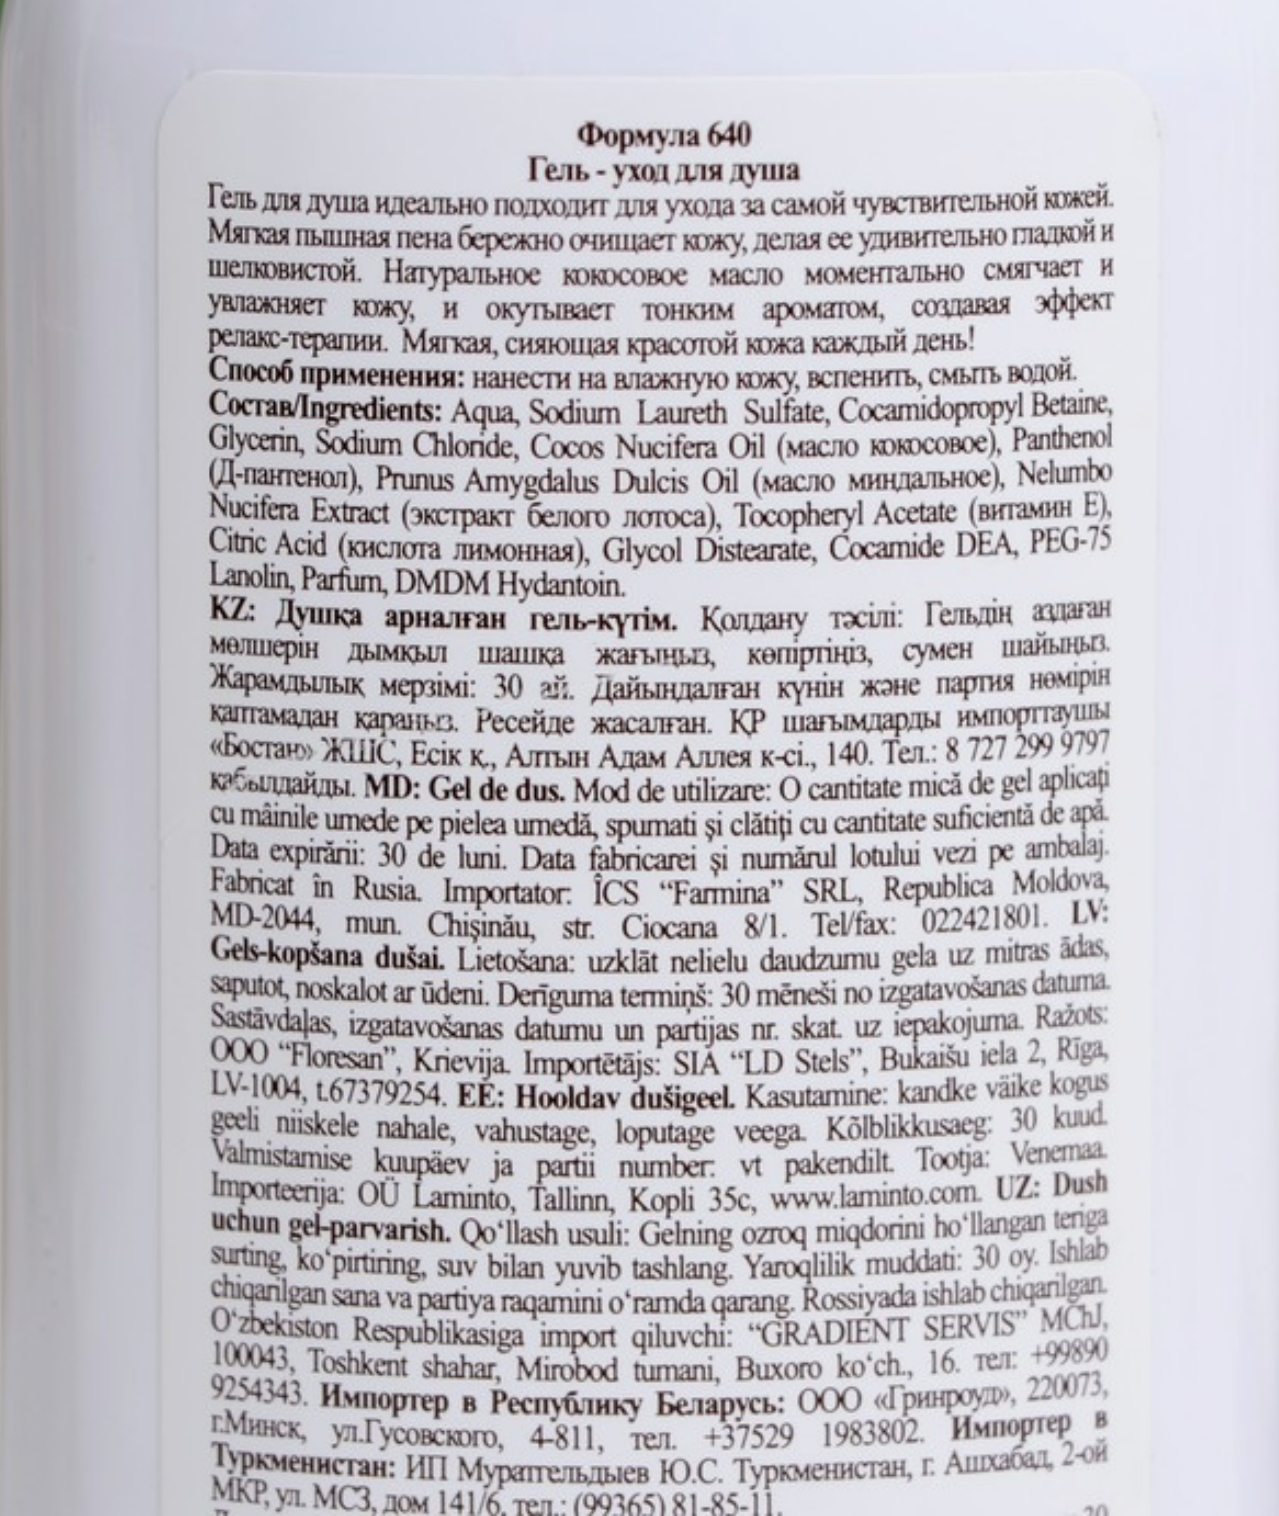 Формула 640
Гель - уход для душа
Гель для душа идеально подходит для ухода за самой чувствительной кожей.
Мягкая пышная пена бережно очищает кожу, делая ее удивительно гладкой и
шелковистой. Натуральное кокосовое масло моментально смягчает и
увлажняет кожу, и окутывает тонким ароматом, создавая эффект
релакс-терапии. Мягкая, сияющая красотой кожа каждый день!
Способ применения: нанести на влажную кожу, вспенить, смыть водой.
Состав/Ingredients: Aqua, Sodium Laureth Sulfate, Cocamidopropyl Betaine,
Glycerin, Sodium Chloride, Cocos Nucifera Oil (масло кокосовое), Panthenol
(Д-пантенол), Prunus Amygdalus Dulcis Oil (масло миндальное), Nelumbo
Nucifera Extract (экстракт белого лотоса), Tocopheryl Acetate (витамин Е),
Citric Acid (кислота лимонная), Glycol Distearate, Cocamide DEA, PEG-75
Lanolin, Parfum, DMDM Hydantoin.
KZ: Душқа арналған гель-күтім. Қолдану тәсілі: Гельдің аздаған
мөлшерін дымқыл шашқа жағыңыз, көпіртіңіз, сумен шайыңыз.
Жарамдылық мерзімі: 30 ай. Дайындалған күнін және партия нөмірін
қаптамадан қараңыз. Ресейде жасалған. ҚР шағымдарды импорттаушы
«Бостан» ЖШС, Есік қ., Алтын Адам Аллея к-сі., 140. Тел.: 8 727 299 9797
қабылдайды. MD: Gel de dus. Mod de utilizare: O cantitate mică de gel aplicați
cu mâinile umede pe pielea umedă, spumati și clătiți cu cantitate suficientă de apă.
Data expirării: 30 de luni. Data fabricarei și numărul lotului vezi pe ambalaj.
Fabricat în Rusia. Importator: ÎCS “Farmina” SRL, Republica Moldova,
MD-2044, mun. Chișinău, str. Ciocana 8/1. Tel/fax: 022421801. LV:
Gels-kopšana dušai. Lietošana: uzklāt nelielu daudzumu gela uz mitras ādas,
saputot, noskalot ar ūdeni. Derīguma termiņš: 30 mēneši no izgatavošanas datuma.
Sastāvdaļas, izgatavošanas datumu un partijas nr. skat. uz iepakojuma. Ražots:
OOO “Floresan”, Krievija. Importētājs: SIA “LD Stels”, Bukaišu iela 2, Rīga,
LV-1004, t.67379254. EE: Hooldav dušigeel. Kasutamine: kandke väike kogus
geeli niiskele nahale, vahustage, loputage veega. Kõlblikkusaeg: 30 kuud.
Valmistamise kuupäev ja partii number: vt pakendilt. Tootja: Venemaa.
Importeerija: OÜ Laminto, Tallinn, Kopli 35c, www.laminto.com. UZ: Dush
uchun gel-parvarish. Qo‘llash usuli: Gelning ozroq miqdorini ho‘llangan teriga
surting, ko‘pirtiring, suv bilan yuvib tashlang. Yaroqlilik muddati: 30 oy. Ishlab
chiqarilgan sana va partiya raqamini o‘ramda qarang. Rossiyada ishlab chiqarilgan.
O‘zbekiston Respublikasiga import qiluvchi: “GRADIENT SERVIS” MChJ,
100043, Toshkent shahar, Mirobod tumani, Buxoro ko‘ch., 16. тел: +99890
9254343. Импортер в Республику Беларусь: ООО «Гринроуд», 220073,
г.Минск, ул.Гусовского, 4-811, тел. +37529 1983802. Импортер в
Туркменистан: ИП Мураттельдыев Ю.С. Туркменистан, г. Ашхабад, 2-ой
МКР, ул. МСЗ, дом 141/6, тел.: (99365) 81-85-11.